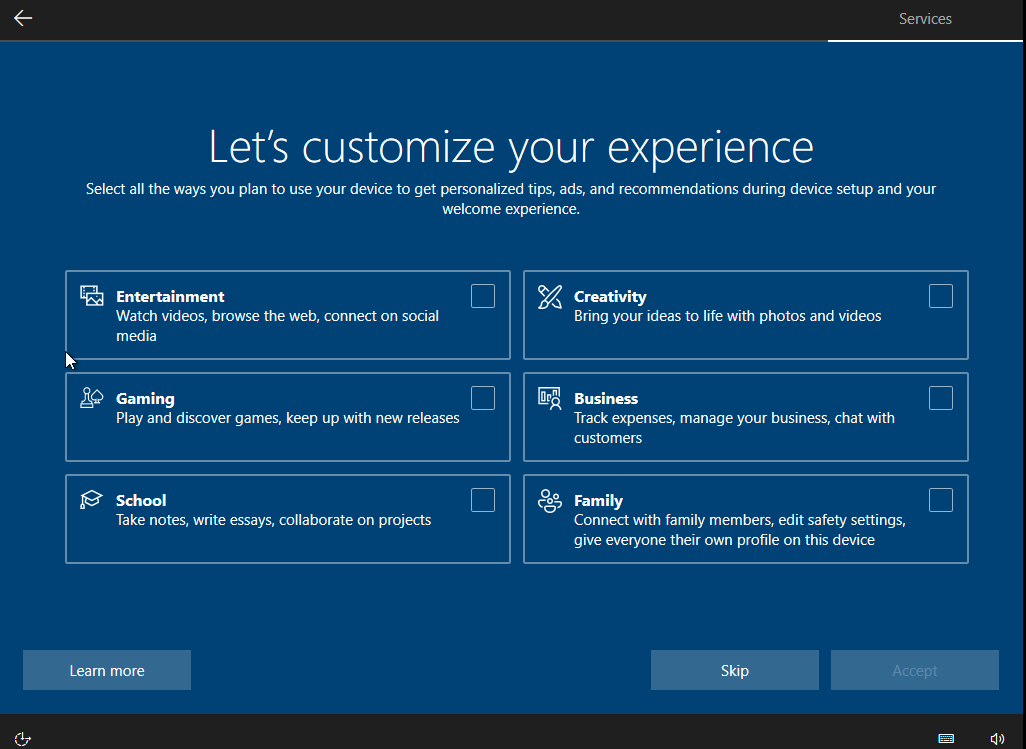 Services
Let's customize your experience
Select all the ways you plan to use your device to get personalized tips, ads, and recommendations during device setup and your
welcome experience.
Entertainment
Watch videos, browse the web, connect on social
media
Creativity
Bring your ideas to life with photos and videos
Gaming
Play and discover games, keep up with new releases
Business
Track expenses, manage your business, chat with
customers
School
Take notes, write essays, collaborate on projects
Family
Connect with family members, edit safety settings,
give everyone their own profile on this device
Learn more
Skip
Accept